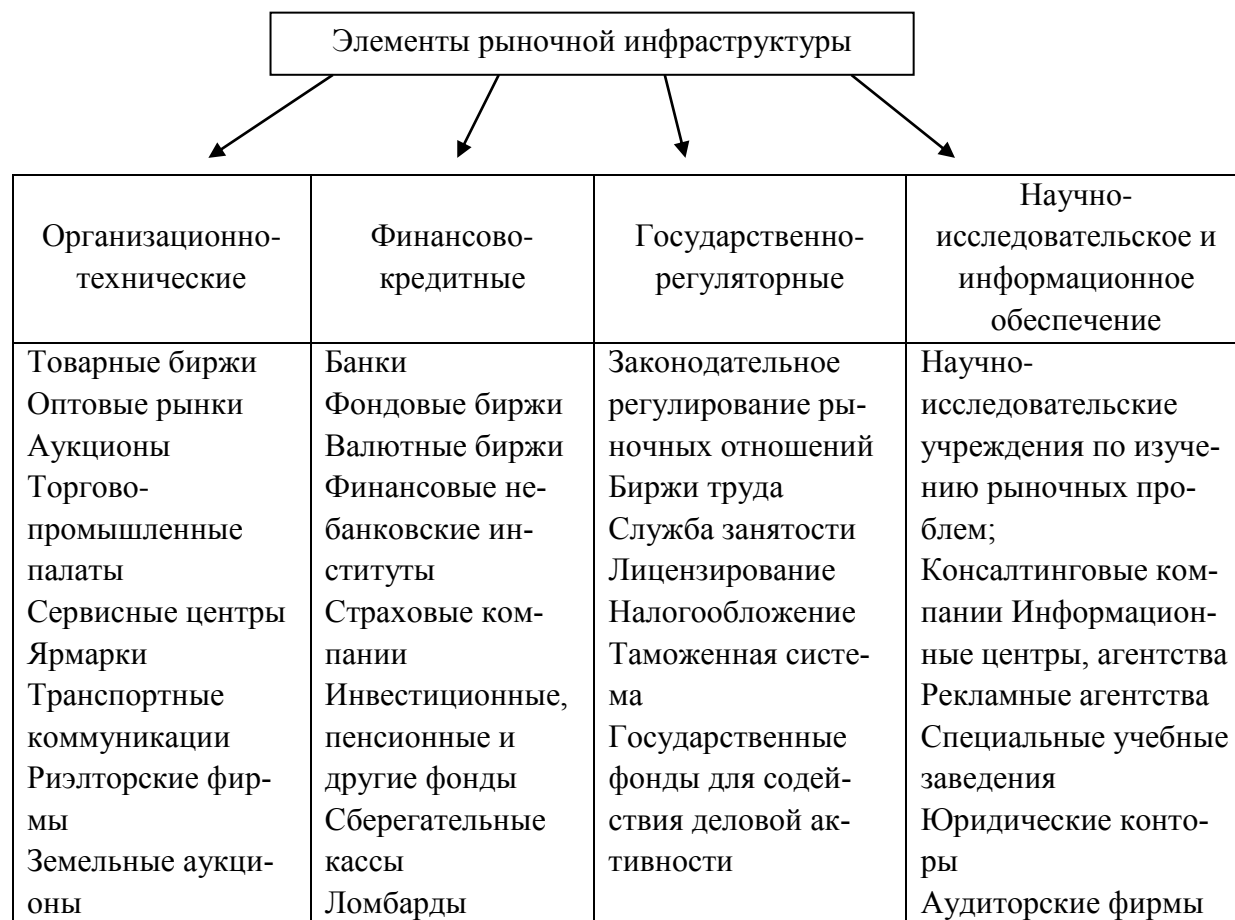 Элементы рыночной инфраструктуры
Организационно-
технические
Финансово-
кредитные
Государственно-
регуляторные
Научно-
исследовательское и
информационное
обеспечение
Товарные биржи
Оптовые рынки
Аукционы
Торгово-
промышленные
палаты
Сервисные центры
Ярмарки
Транспортные
коммуникации
Риэлторские фир-
мы
Земельные аукци-
оны
Банки
Фондовые биржи
Валютные биржи
Финансовые не-
банковские ин-
ституты
Страховые ком-
пании
Инвестиционные,
пенсионные и
другие фонды
Сберегательные
кассы
Ломбарды
Законодательное
регулирование ры-
ночных отношений
Биржи труда
Служба занятости
Лицензирование
Налогообложение
Таможенная систе-
ма
Государственные
фонды для содей-
ствия деловой ак-
тивности
Научно-
исследовательские
учреждения по изуче-
нию рыночных про-
блем;
Консалтинговые ком-
пании Информацион-
ные центры, агентства
Рекламные агентства
Специальные учебные
заведения
Юридические конто-
ры
Аудиторские фирмы